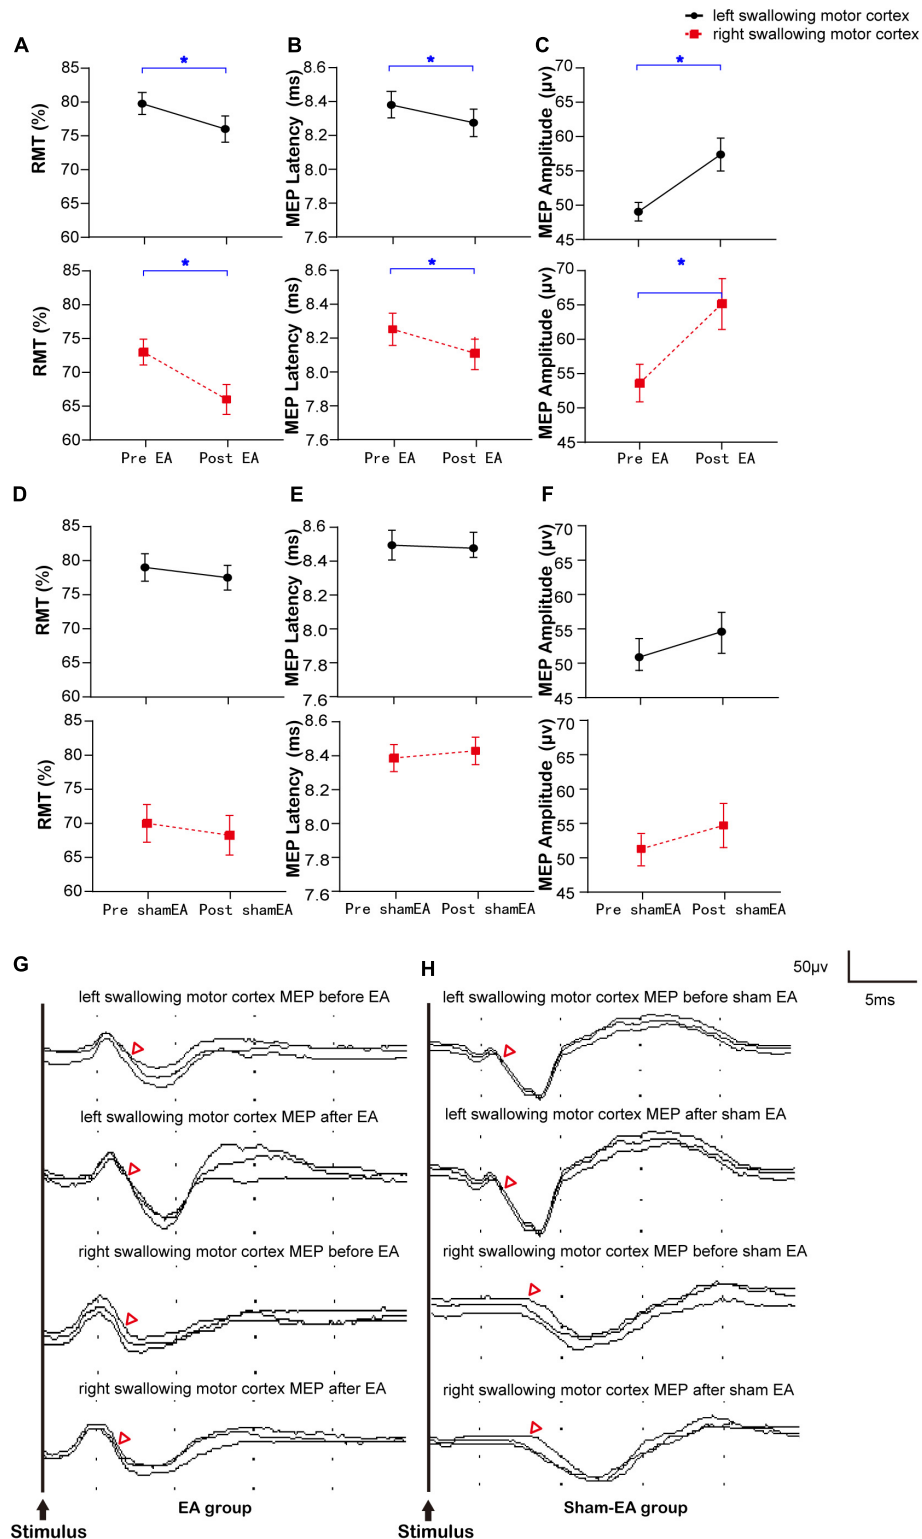 left swallowing motor cortex
right swallowing motor cortex
A
B
C
RMT (%)
85
80
75
70
65
60
*
MEP Latency (ms)
8.6
8.4
8.2
8.0
7.8
7.6
*
MEP Amplitude (μv)
70
65
60
55
50
45
*
RMT (%)
85
80
75
70
65
60
*
MEP Latency (ms)
8.6
8.4
8.2
8.0
7.8
7.6
*
MEP Amplitude (μv)
70
65
60
55
50
45
*
Pre EA Post EA
Pre EA Post EA
Pre EA Post EA
D
E
F
RMT (%)
85
80
75
70
65
60
MEP Latency (ms)
8.6
8.4
8.2
8.0
7.8
7.6
MEP Amplitude (μv)
70
65
60
55
50
45
RMT (%)
85
80
75
70
65
60
MEP Latency (ms)
8.6
8.4
8.2
8.0
7.8
7.6
MEP Amplitude (μv)
70
65
60
55
50
45
Pre shamEA Post shamEA
Pre shamEA Post shamEA
Pre shamEA Post shamEA
G
H
50μv
5ms
left swallowing motor cortex MEP before EA
left swallowing motor cortex MEP after EA
right swallowing motor cortex MEP before EA
right swallowing motor cortex MEP after EA
EA group
Stimulus
left swallowing motor cortex MEP before sham EA
left swallowing motor cortex MEP after sham EA
right swallowing motor cortex MEP before sham EA
right swallowing motor cortex MEP after sham EA
Sham-EA group
Stimulus